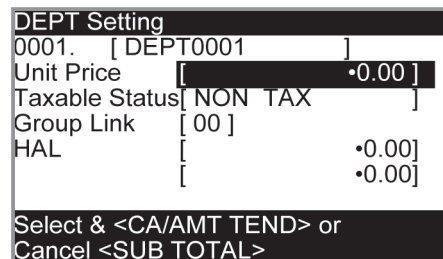 DEPT Setting
0001. [ DEPT0001 ]
Unit Price [ •0.00 ]
Taxable Status[ NON TAX ]
Group Link [ 00 ]
HAL [ •0.00]
[ •0.00]
Select & <CA/AMT TEND> or
Cancel <SUB TOTAL>